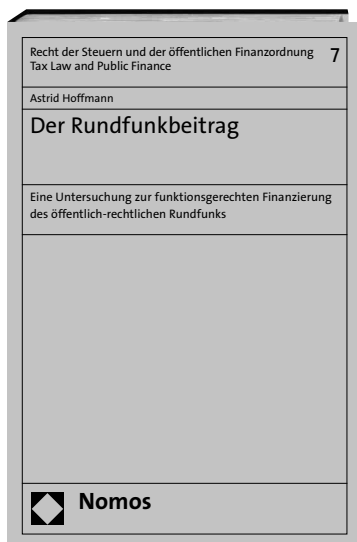 Recht der Steuern und der öffentlichen Finanzordnung
Tax Law and Public Finance
7
Astrid Hoffmann
Der Rundfunkbeitrag
Eine Untersuchung zur funktionsgerechten Finanzierung
des öffentlich-rechtlichen Rundfunks
Nomos